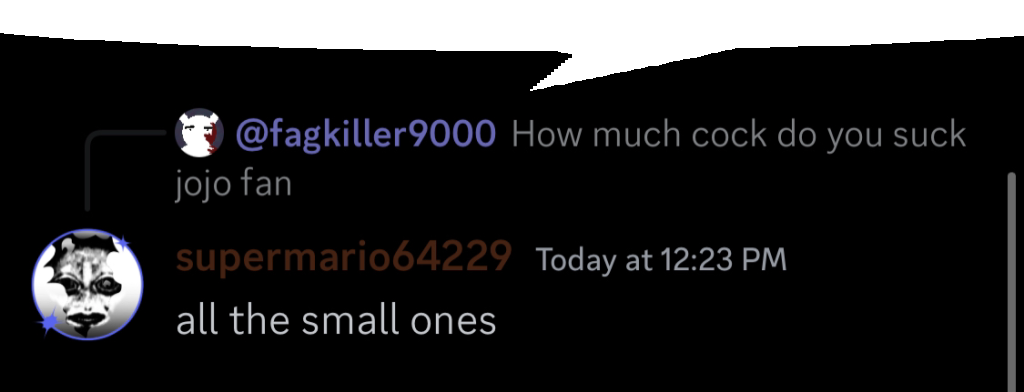 @fagkiller9000 How much cock do you suck
jojo fan
supermario64229 Today at 12:23 PM
all the small ones